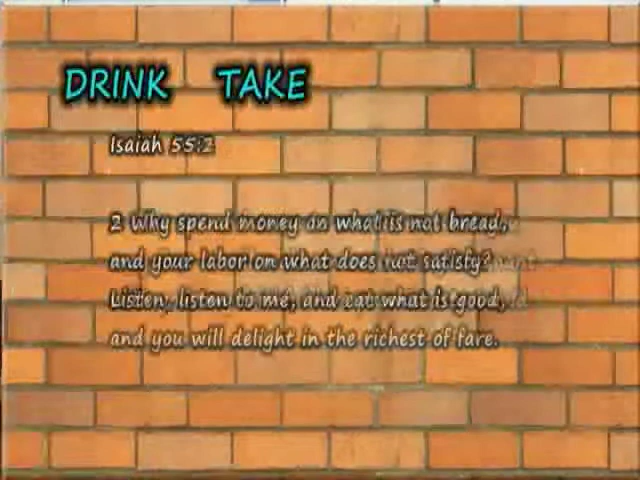 DRINK TAKE
Isaiah 55:2
2 Why spend money on what is not bread,
and your labor on what does not satisfy?
Listen, listen to me, and eat what is good,
and you will delight in the richest of fare.